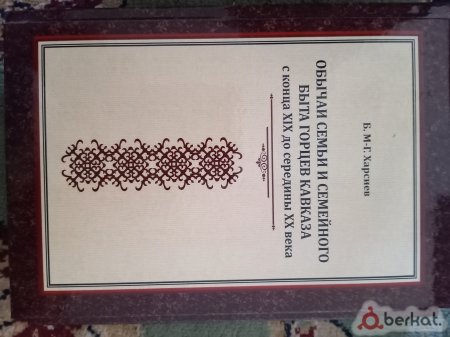 Б. М-Г. Харсиев
ОБЫЧАИ СЕМЬИ И СЕМЕЙНОГО
БЫТА ГОРЦЕВ КАВКАЗА
с конца XIX до середины XX века
berkat.